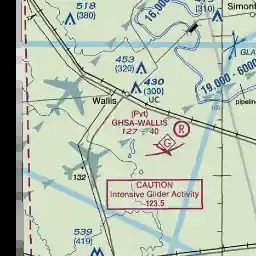 518
(380)
16,000
(310)
Simont
GLA
453
(320)
430
(300)
UC
19,000 - 6000
Wallis
pipeline
(Pvt)
GHSA-WALLIS
127 - 40
R
G
132
CAUTION
Intensive Glider Activity
123.5
539
(419)